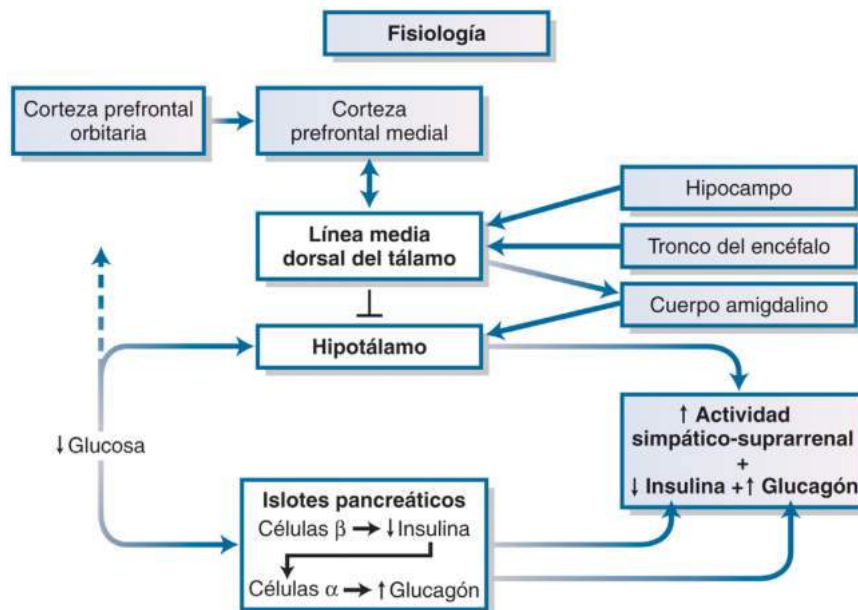 Fisiología
Corteza prefrontal
orbitaria
Corteza
prefrontal medial
Hipocampo
Línea media
dorsal del tálamo
Tronco del encéfalo
Cuerpo amigdalino
Hipotálamo
↑ Actividad
simpático-suprarrenal
+
↓ Insulina +↑ Glucagón
↓Glucosa
Islotes pancreáticos
Células β → ↓ Insulina
Células α → ↑ Glucagón